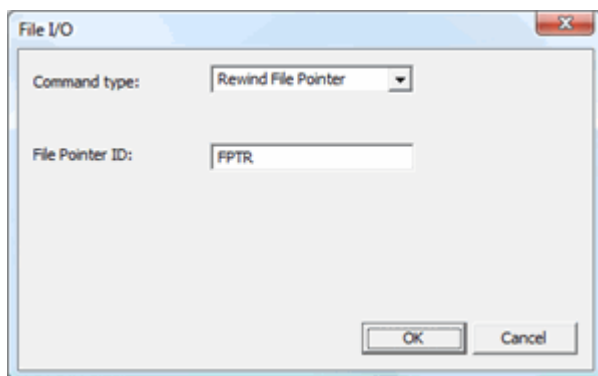 File I/O
Command type: Rewind File Pointer
File Pointer ID: FPTR
OK Cancel